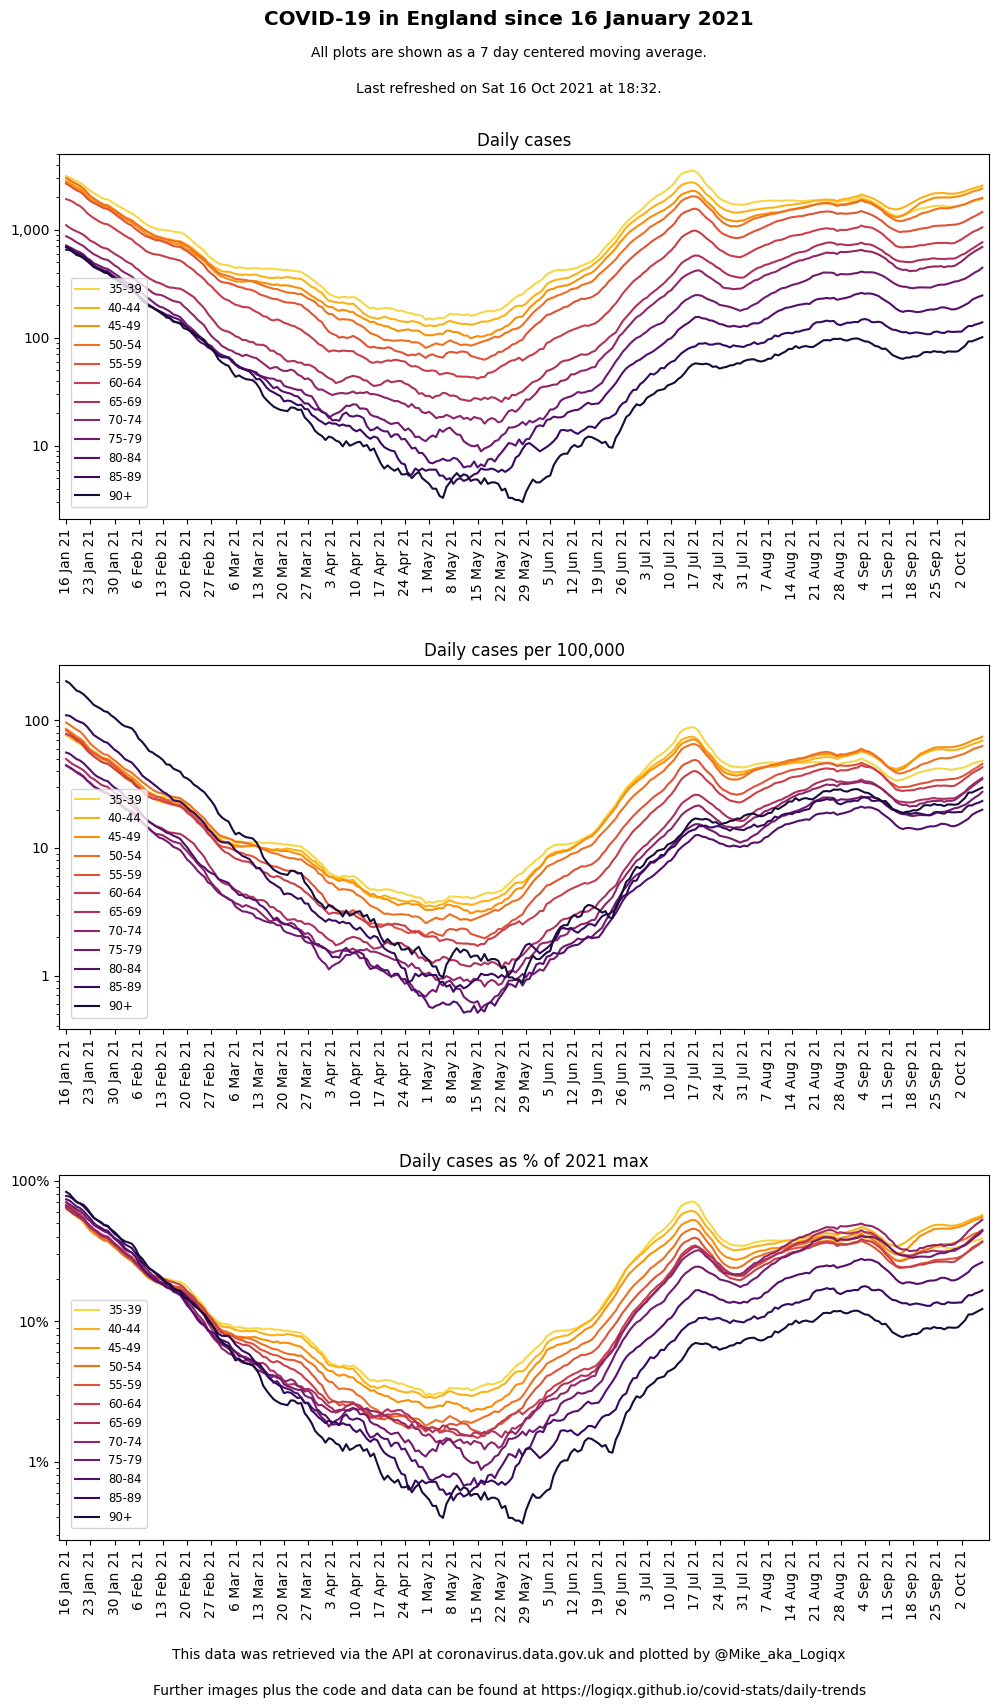 COVID-19 in England since 16 January 2021
All plots are shown as a 7 day centered moving average.
Last refreshed on Sat 16 Oct 2021 at 18:32.
Daily cases
1,000
100
10
35-39
40-44
45-49
50-54
55-59
60-64
65-69
70-74
75-79
80-84
85-89
90+
16 Jan 21
23 Jan 21
30 Jan 21
6 Feb 21
13 Feb 21
20 Feb 21
27 Feb 21
6 Mar 21
13 Mar 21
20 Mar 21
27 Mar 21
3 Apr 21
10 Apr 21
17 Apr 21
24 Apr 21
1 May 21
8 May 21
15 May 21
22 May 21
29 May 21
5 Jun 21
12 Jun 21
19 Jun 21
26 Jun 21
3 Jul 21
10 Jul 21
17 Jul 21
24 Jul 21
31 Jul 21
7 Aug 21
14 Aug 21
21 Aug 21
28 Aug 21
4 Sep 21
11 Sep 21
18 Sep 21
25 Sep 21
2 Oct 21
Daily cases per 100,000
100
10
1
35-39
40-44
45-49
50-54
55-59
60-64
65-69
70-74
75-79
80-84
85-89
90+
16 Jan 21
23 Jan 21
30 Jan 21
6 Feb 21
13 Feb 21
20 Feb 21
27 Feb 21
6 Mar 21
13 Mar 21
20 Mar 21
27 Mar 21
3 Apr 21
10 Apr 21
17 Apr 21
24 Apr 21
1 May 21
8 May 21
15 May 21
22 May 21
29 May 21
5 Jun 21
12 Jun 21
19 Jun 21
26 Jun 21
3 Jul 21
10 Jul 21
17 Jul 21
24 Jul 21
31 Jul 21
7 Aug 21
14 Aug 21
21 Aug 21
28 Aug 21
4 Sep 21
11 Sep 21
18 Sep 21
25 Sep 21
2 Oct 21
Daily cases as % of 2021 max
100%
10%
1%
35-39
40-44
45-49
50-54
55-59
60-64
65-69
70-74
75-79
80-84
85-89
90+
16 Jan 21
23 Jan 21
30 Jan 21
6 Feb 21
13 Feb 21
20 Feb 21
27 Feb 21
6 Mar 21
13 Mar 21
20 Mar 21
27 Mar 21
3 Apr 21
10 Apr 21
17 Apr 21
24 Apr 21
1 May 21
8 May 21
15 May 21
22 May 21
29 May 21
5 Jun 21
12 Jun 21
19 Jun 21
26 Jun 21
3 Jul 21
10 Jul 21
17 Jul 21
24 Jul 21
31 Jul 21
7 Aug 21
14 Aug 21
21 Aug 21
28 Aug 21
4 Sep 21
11 Sep 21
18 Sep 21
25 Sep 21
2 Oct 21
This data was retrieved via the API at coronavirus.data.gov.uk and plotted by @Mike_aka_Logiqx
Further images plus the code and data can be found at https://logiqx.github.io/covid-stats/daily-trends